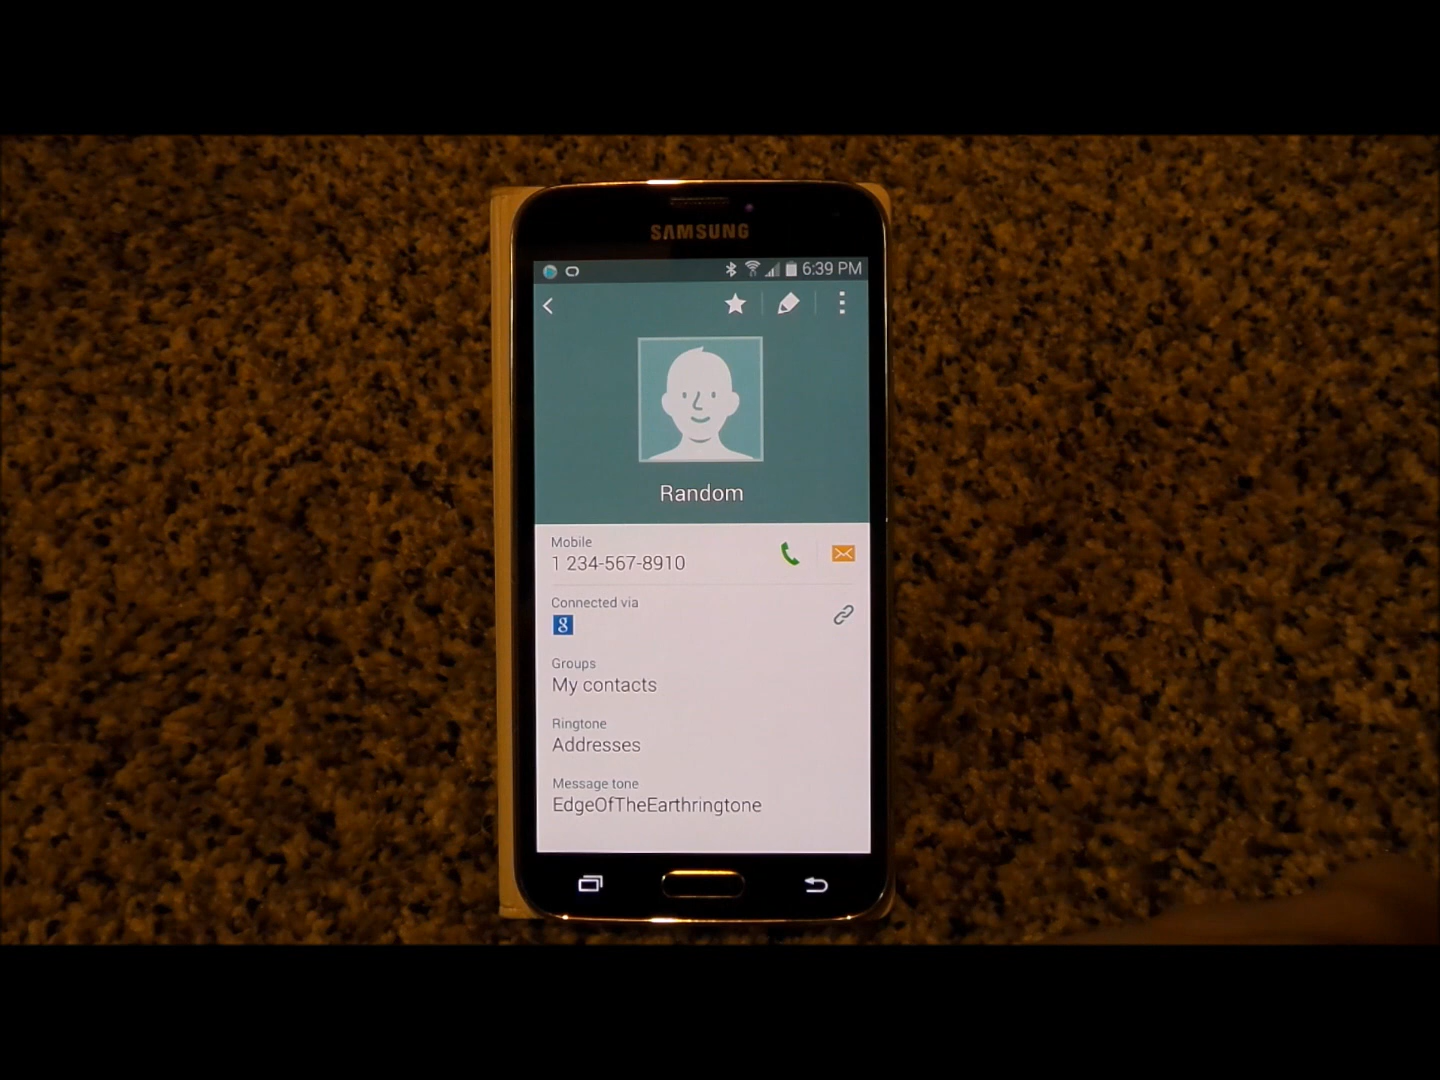 SAMSUNG
6:39 PM
Random
Mobile
1 234-567-8910
Connected via
g
Groups
My contacts
Ringtone
Addresses
Message tone
EdgeOfTheEarthringtone